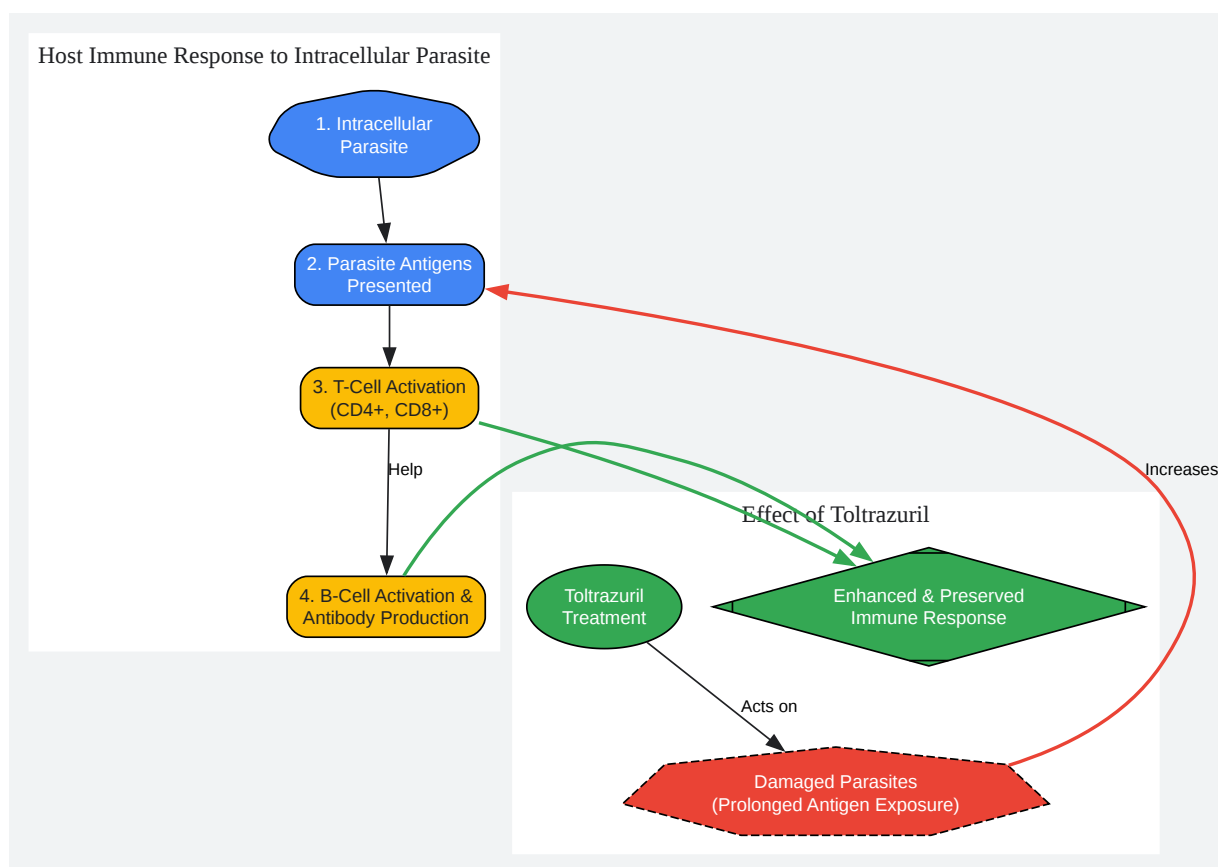 Host Immune Response to Intracellular Parasite
1. Intracellular
Parasite
2. Parasite Antigens
Presented
3. T-Cell Activation
(CD4+, CD8+)
Help
4. B-Cell Activation &
Antibody Production
Increases
Effect of Toltrazuril
Toltrazuril
Treatment
Enhanced & Preserved
Immune Response
Acts on
Damaged Parasites
(Prolonged Antigen Exposure)